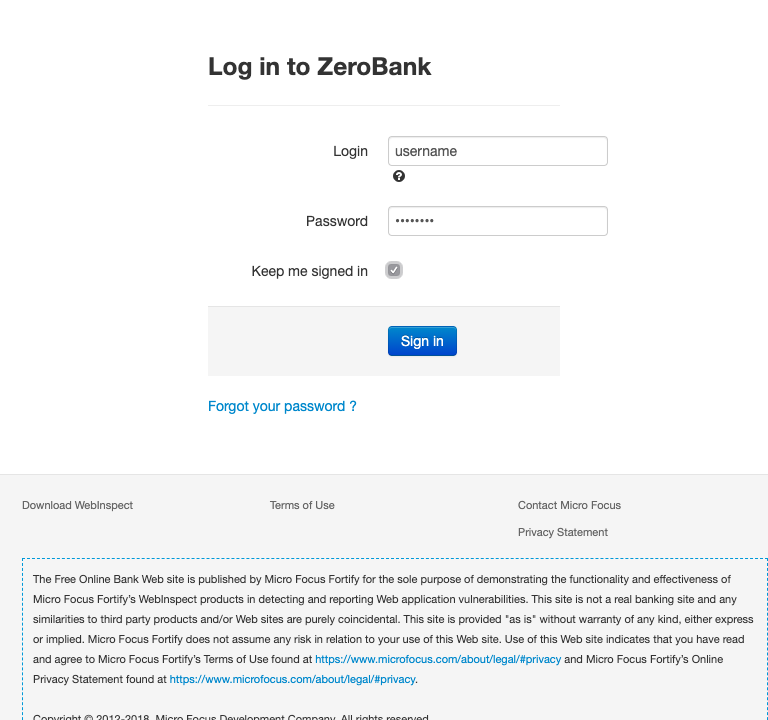 Log in to ZeroBank
Login
username
Password
Keep me signed in
Sign in
Forgot your password ?
Download WebInspect
Terms of Use
Contact Micro Focus
Privacy Statement
The Free Online Bank Web site is published by Micro Focus Fortify for the sole purpose of demonstrating the functionality and effectiveness of
Micro Focus Fortify's WebInspect products in detecting and reporting Web application vulnerabilities. This site is not a real banking site and any
similarities to third party products and/or Web sites are purely coincidental. This site is provided "as is" without warranty of any kind, either express
or implied. Micro Focus Fortify does not assume any risk in relation to your use of this Web site. Use of this Web site indicates that you have read
and agree to Micro Focus Fortify's Terms of Use found at https://www.microfocus.com/about/legal/#privacy and Micro Focus Fortify's Online
Privacy Statement found at https://www.microfocus.com/about/legal/#privacy.
Copyright © 2012-2018, Micro Focus Development Company. All rights reserved.